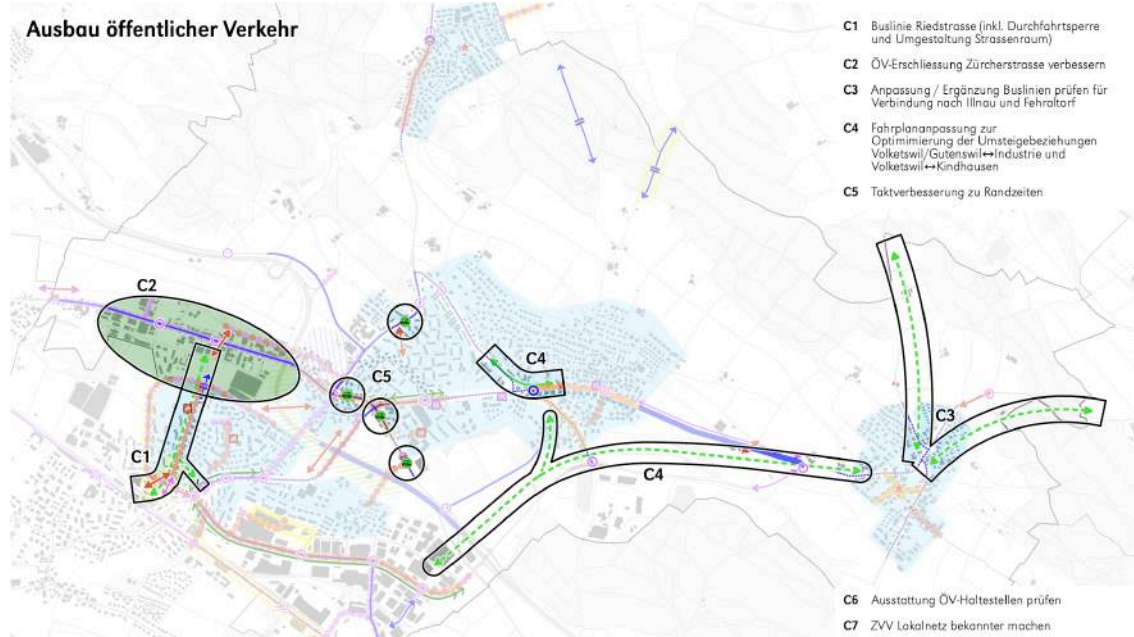 Ausbau öffentlicher Verkehr
C1 Buslinie Riedstrasse (inkl. Durchfahrtsperre
und Umgestaltung Strassenraum)
C2 ÖV-Erschliessung Zürcherstrasse verbessern
C3 Anpassung / Ergänzung Buslinien prüfen für
Verbindung nach Illnau und Fehraltorf
C4 Fahrplananpassung zur
Optimimierung der Umsteigebeziehungen
Volketswil/Gutenswil↔Industrie und
Volketswil↔Kindhausen
C5 Taktverbesserung zu Randzeiten
C2
C4
C5
C3
C1
C4
C6 Ausstattung ÖV-Haltestellen prüfen
C7 ZVV Lokalnetz bekannter machen